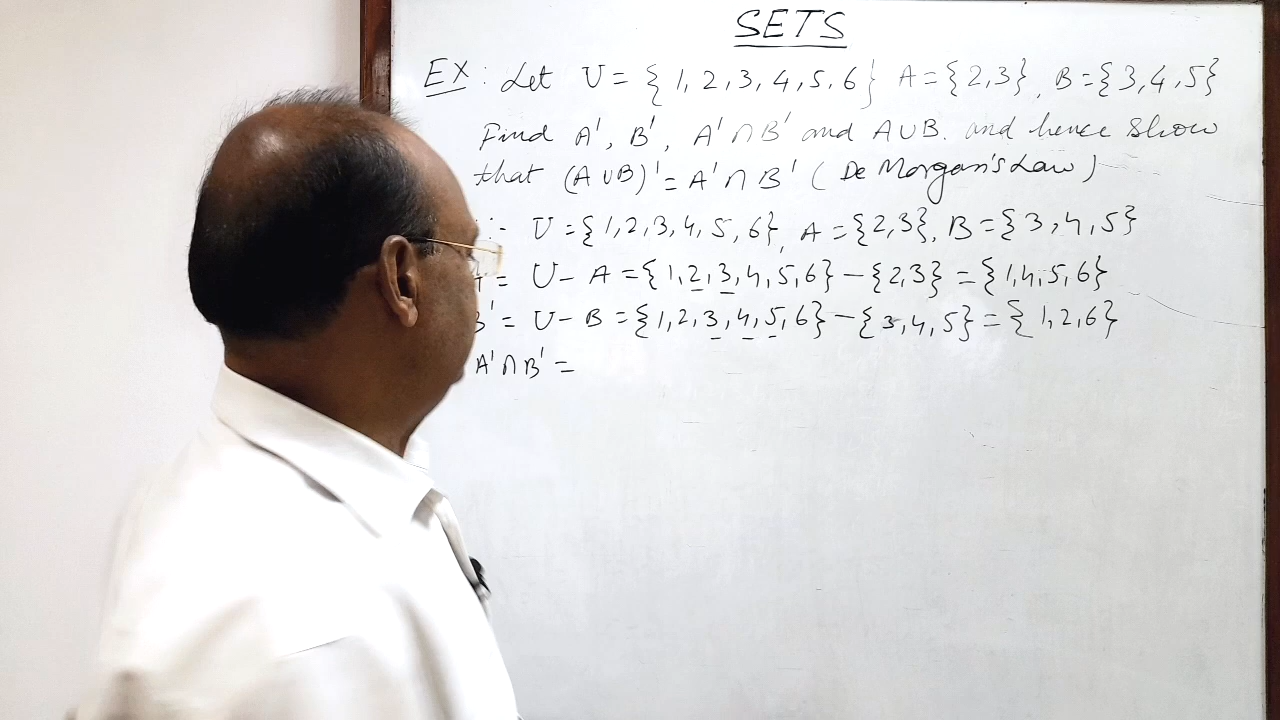 SETS
EX: Let U = { 1, 2, 3, 4, 5, 6 } A = {2, 3}, B = {3, 4, 5}
Find A', B', A' ∩ B' and A ∪ B. and hence Show
that (A ∪ B)' = A' ∩ B' ( De Morgan's Law )
:- U = {1, 2, 3, 4, 5, 6}, A = {2, 3}, B = {3, 4, 5}
= U - A = {1, 2, 3, 4, 5, 6} - {2, 3} = {1, 4, 5, 6}
B' = U - B = {1, 2, 3, 4, 5, 6} - {3, 4, 5} = {1, 2, 6}
A' ∩ B' =